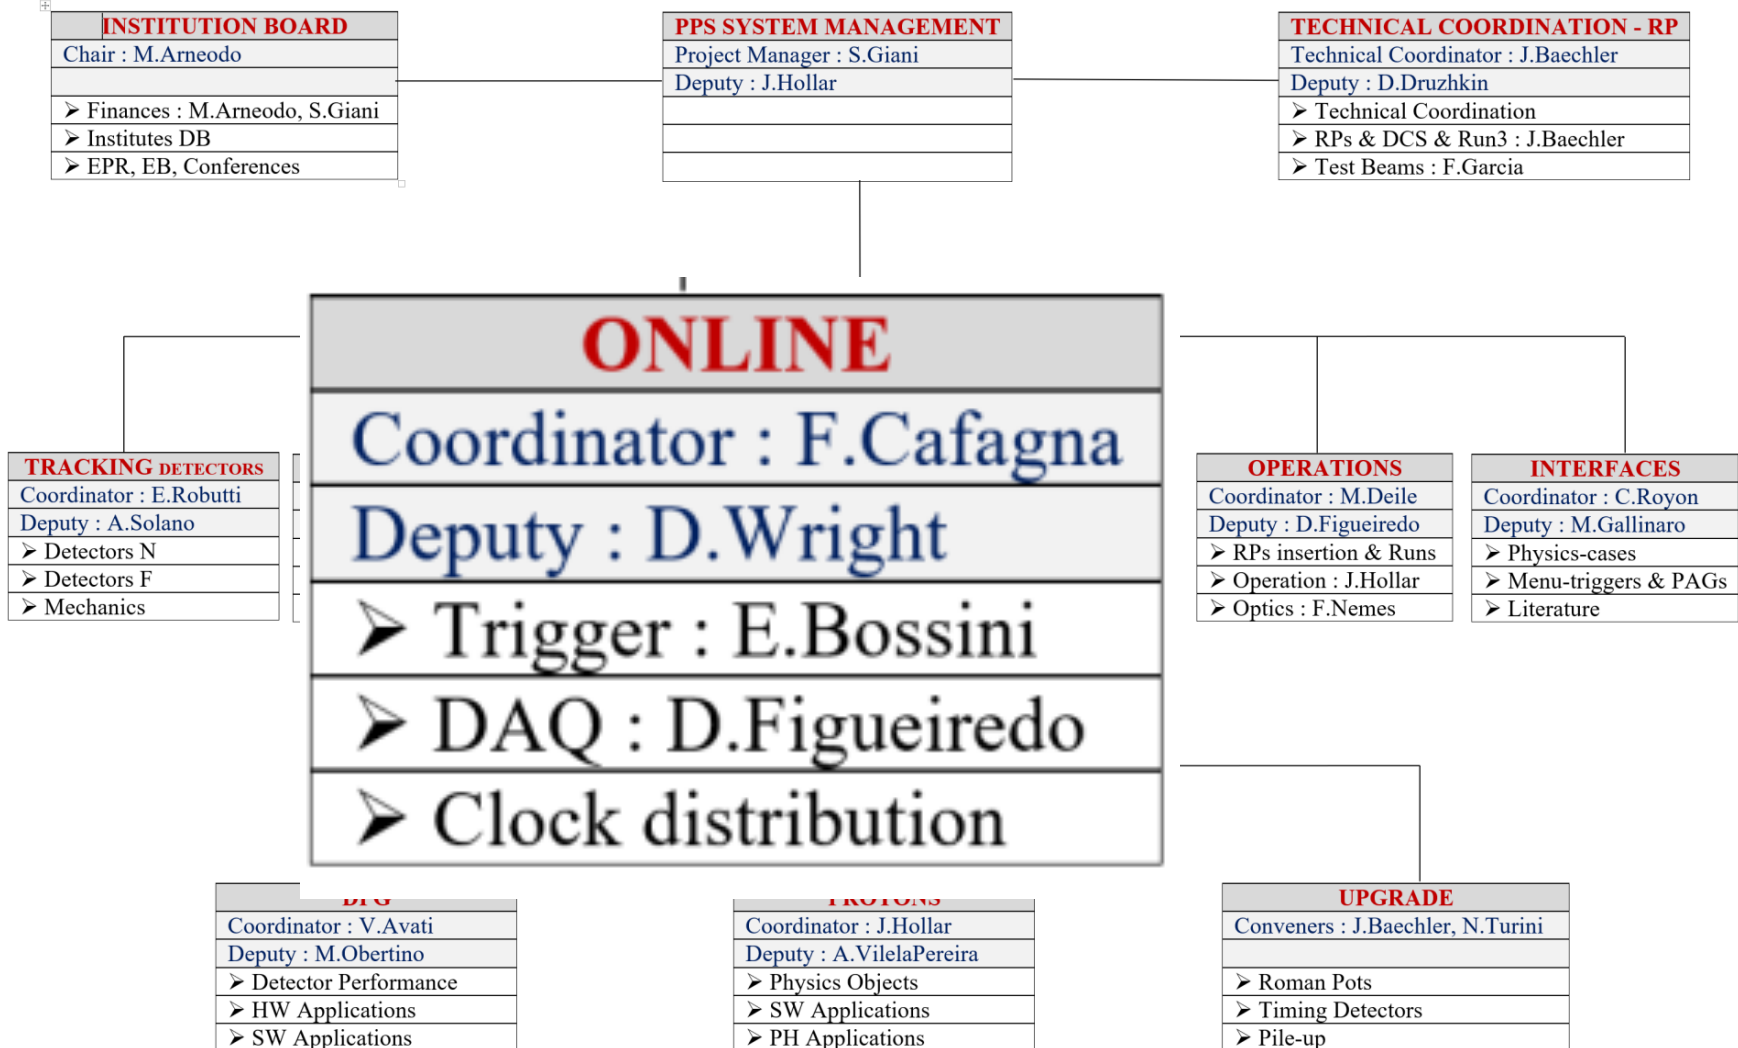 INSTITUTION BOARD
Chair : M.Arneodo
➢ Finances : M.Arneodo, S.Giani
➢ Institutes DB
➢ EPR, EB, Conferences
PPS SYSTEM MANAGEMENT
Project Manager : S.Giani
Deputy : J.Hollar
TECHNICAL COORDINATION - RP
Technical Coordinator : J.Baechler
Deputy : D.Druzhkin
➢ Technical Coordination
➢ RPs & DCS & Run3 : J.Baechler
➢ Test Beams : F.Garcia
TRACKING DETECTORS
Coordinator : E.Robutti
Deputy : A.Solano
➢ Detectors N
➢ Detectors F
➢ Mechanics
ONLINE
Coordinator : F.Cafagna
Deputy : D.Wright
➢ Trigger : E.Bossini
➢ DAQ : D.Figueiredo
➢ Clock distribution
OPERATIONS
Coordinator : M.Deile
Deputy : D.Figueiredo
➢ RPs insertion & Runs
➢ Operation : J.Hollar
➢ Optics : F.Nemes
INTERFACES
Coordinator : C.Royon
Deputy : M.Gallinaro
➢ Physics-cases
➢ Menu-triggers & PAGs
➢ Literature
DPG
Coordinator : V.Avati
Deputy : M.Obertino
➢ Detector Performance
➢ HW Applications
➢ SW Applications
PROTONS
Coordinator : J.Hollar
Deputy : A.VilelaPereira
➢ Physics Objects
➢ SW Applications
➢ PH Applications
UPGRADE
Conveners : J.Baechler, N.Turini
➢ Roman Pots
➢ Timing Detectors
➢ Pile-up